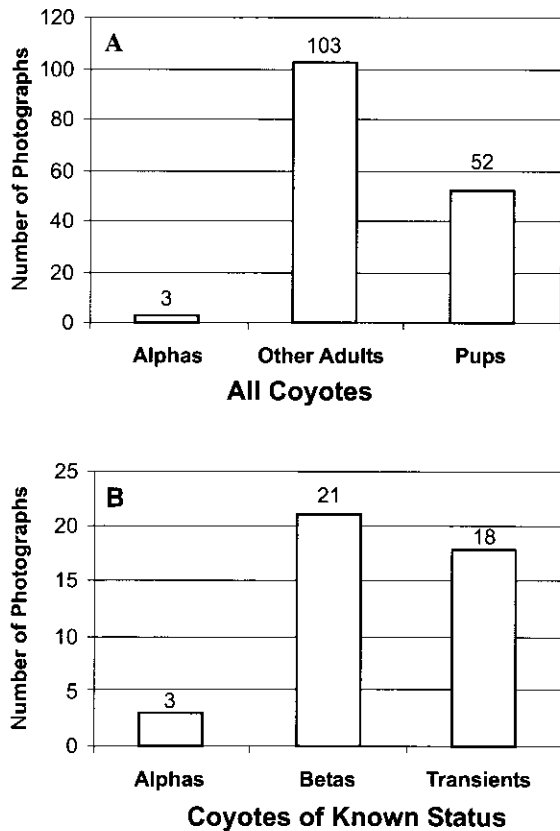 Number of Photographs
A
120
100
80
60
40
20
0
3
103
52
Alphas Other Adults Pups
All Coyotes
Number of Photographs
B
25
20
15
10
5
0
3
21
18
Alphas Betas Transients
Coyotes of Known Status